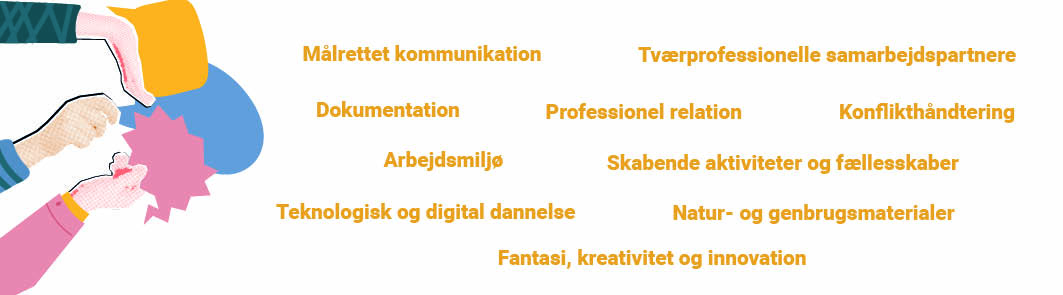 Målrettet kommunikation
Tværprofessionelle samarbejdspartnere
Dokumentation
Professionel relation
Konflikthåndtering
Arbejdsmiljø
Skabende aktiviteter og fællesskaber
Teknologisk og digital dannelse
Natur- og genbrugsmaterialer
Fantasi, kreativitet og innovation